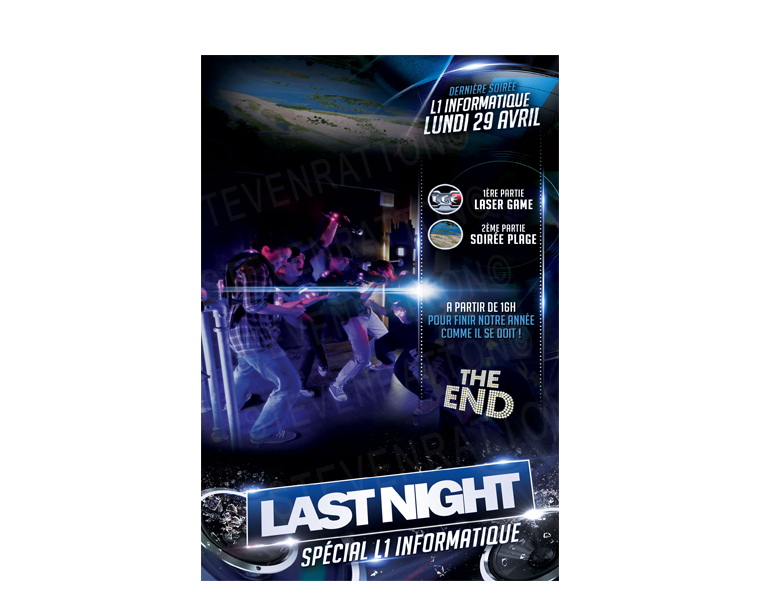 DERNIÈRE SOIRÉE
L1 INFORMATIQUE
LUNDI 29 AVRIL
1ÈRE PARTIE
LASER GAME
2ÈME PARTIE
SOIRÉE PLAGE
A PARTIR DE 16H
POUR FINIR NOTRE ANNÉE
COMME IL SE DOIT !
THE
END
LAST NIGHT
SPÉCIAL L1 INFORMATIQUE
STEVENRATTON©